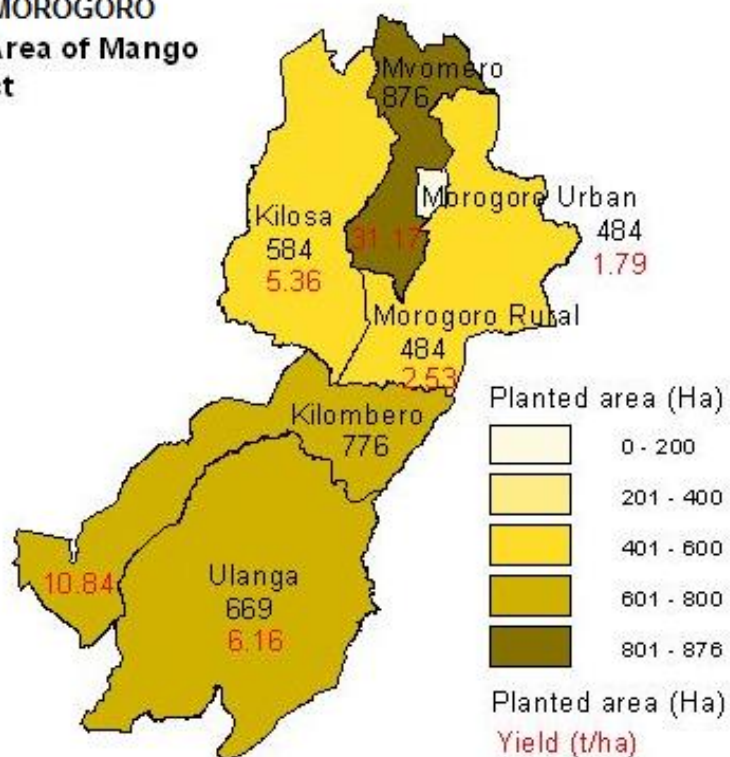 MOROGORO
Area of Mango
Mvomero
876
Morogoro Urban
484
1.79
Kilosa
584
5.36
31.17
Morogoro Rural
484
2.53
Kilombero
776
10.84
Ulanga
669
6.16
Planted area (Ha)
0 - 200
201 - 400
401 - 600
601 - 800
801 - 876
Planted area (Ha)
Yield (t/ha)